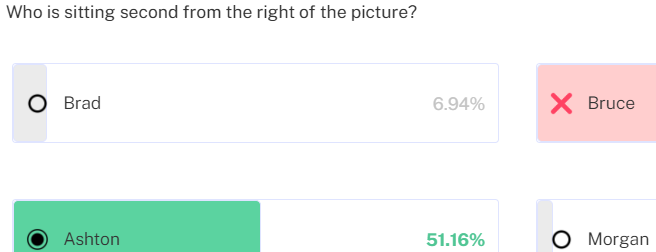 Who is sitting second from the right of the picture?
Brad 6.94%
Bruce
Ashton 51.16%
Morgan